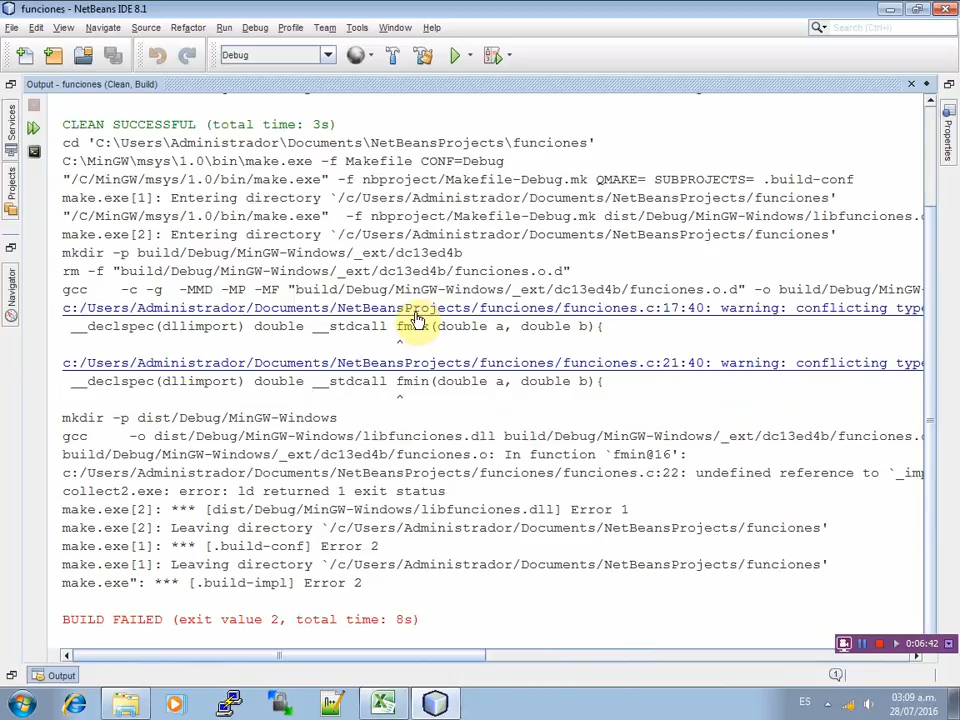 funciones - NetBeans IDE 8.1
File Edit View Navigate Source Refactor Run Debug Profile Team Tools Window Help
Search (Ctrl+I)
Debug
Output - funciones (Clean, Build)
Services
Projects
Navigator
Properties
CLEAN SUCCESSFUL (total time: 3s)
cd 'C:\Users\Administrador\Documents\NetBeansProjects\funciones'
C:\MinGW\msys\1.0\bin\make.exe -f Makefile CONF=Debug
"/C/MinGW/msys/1.0/bin/make.exe" -f nbproject/Makefile-Debug.mk QMAKE= SUBPROJECTS= .build-conf
make.exe[1]: Entering directory `/c/Users/Administrador/Documents/NetBeansProjects/funciones'
"/C/MinGW/msys/1.0/bin/make.exe"  -f nbproject/Makefile-Debug.mk dist/Debug/MinGW-Windows/libfunciones.
make.exe[2]: Entering directory `/c/Users/Administrador/Documents/NetBeansProjects/funciones'
mkdir -p build/Debug/MinGW-Windows/_ext/dc13ed4b
rm -f "build/Debug/MinGW-Windows/_ext/dc13ed4b/funciones.o.d"
gcc    -c -g  -MMD -MP -MF "build/Debug/MinGW-Windows/_ext/dc13ed4b/funciones.o.d" -o build/Debug/MinGW
c:/Users/Administrador/Documents/NetBeansProjects/funciones/funciones.c:17:40: warning: conflicting type
__declspec(dllimport) double __stdcall fmax(double a, double b){
^
c:/Users/Administrador/Documents/NetBeansProjects/funciones/funciones.c:21:40: warning: conflicting type
__declspec(dllimport) double __stdcall fmin(double a, double b){
^
mkdir -p dist/Debug/MinGW-Windows
gcc     -o dist/Debug/MinGW-Windows/libfunciones.dll build/Debug/MinGW-Windows/_ext/dc13ed4b/funciones.
build/Debug/MinGW-Windows/_ext/dc13ed4b/funciones.o: In function `fmin@16':
c:/Users/Administrador/Documents/NetBeansProjects/funciones/funciones.c:22: undefined reference to `_imp
collect2.exe: error: ld returned 1 exit status
make.exe[2]: *** [dist/Debug/MinGW-Windows/libfunciones.dll] Error 1
make.exe[2]: Leaving directory `/c/Users/Administrador/Documents/NetBeansProjects/funciones'
make.exe[1]: *** [.build-conf] Error 2
make.exe[1]: Leaving directory `/c/Users/Administrador/Documents/NetBeansProjects/funciones'
make.exe": *** [.build-impl] Error 2
BUILD FAILED (exit value 2, total time: 8s)
0:06:42
Output
1
ES
03:09 a.m.
28/07/2016